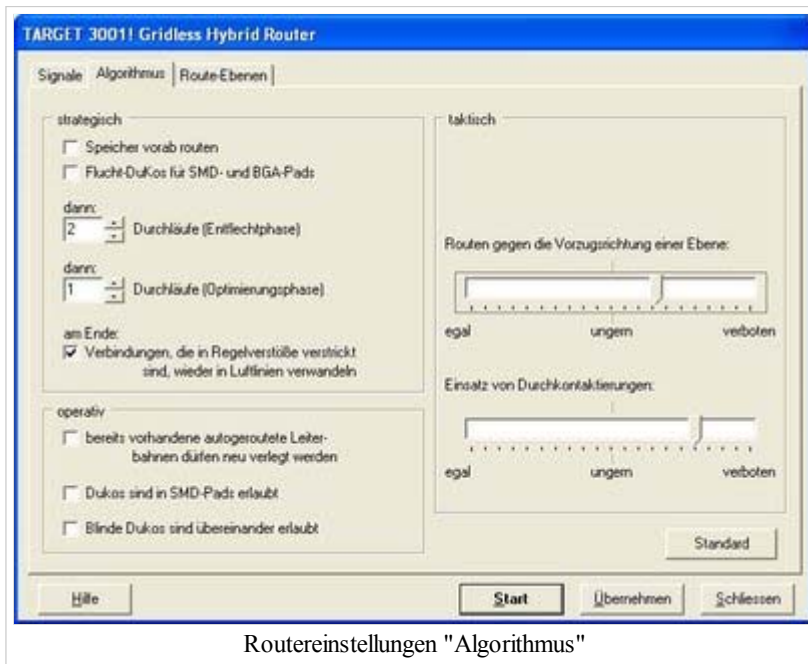 TARGET 3001! Gridless Hybrid Router
Signale Algorithmus Route-Ebenen
strategisch
Speicher vorab routen
Flucht-DuKos für SMD- und BGA-Pads
dann:
2 Durchläufe (Entflechtphase)
dann:
1 Durchläufe (Optimierungsphase)
am Ende:
Verbindungen, die in Regelverstöße verstrickt
sind, wieder in Luftlinien verwandeln
operativ
bereits vorhandene autogeroutete Leiter-
bahnen dürfen neu verlegt werden
Dukos sind in SMD-Pads erlaubt
Blinde Dukos sind übereinander erlaubt
taktisch
Routen gegen die Vorzugsrichtung einer Ebene:
egal ungern verboten
Einsatz von Durchkontaktierungen:
egal ungern verboten
Standard
Hilfe Start Übernehmen Schliessen
Routereinstellungen "Algorithmus"